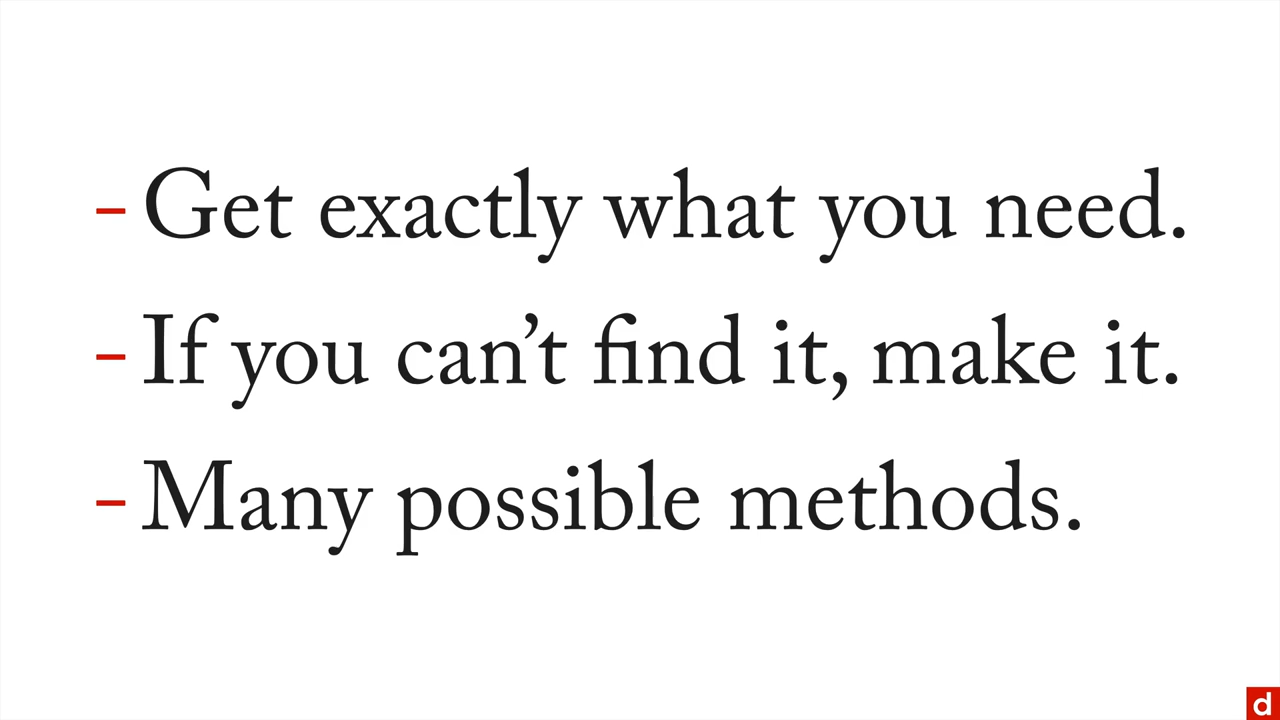 - Get exactly what you need.
- If you can’t find it, make it.
- Many possible methods.
d